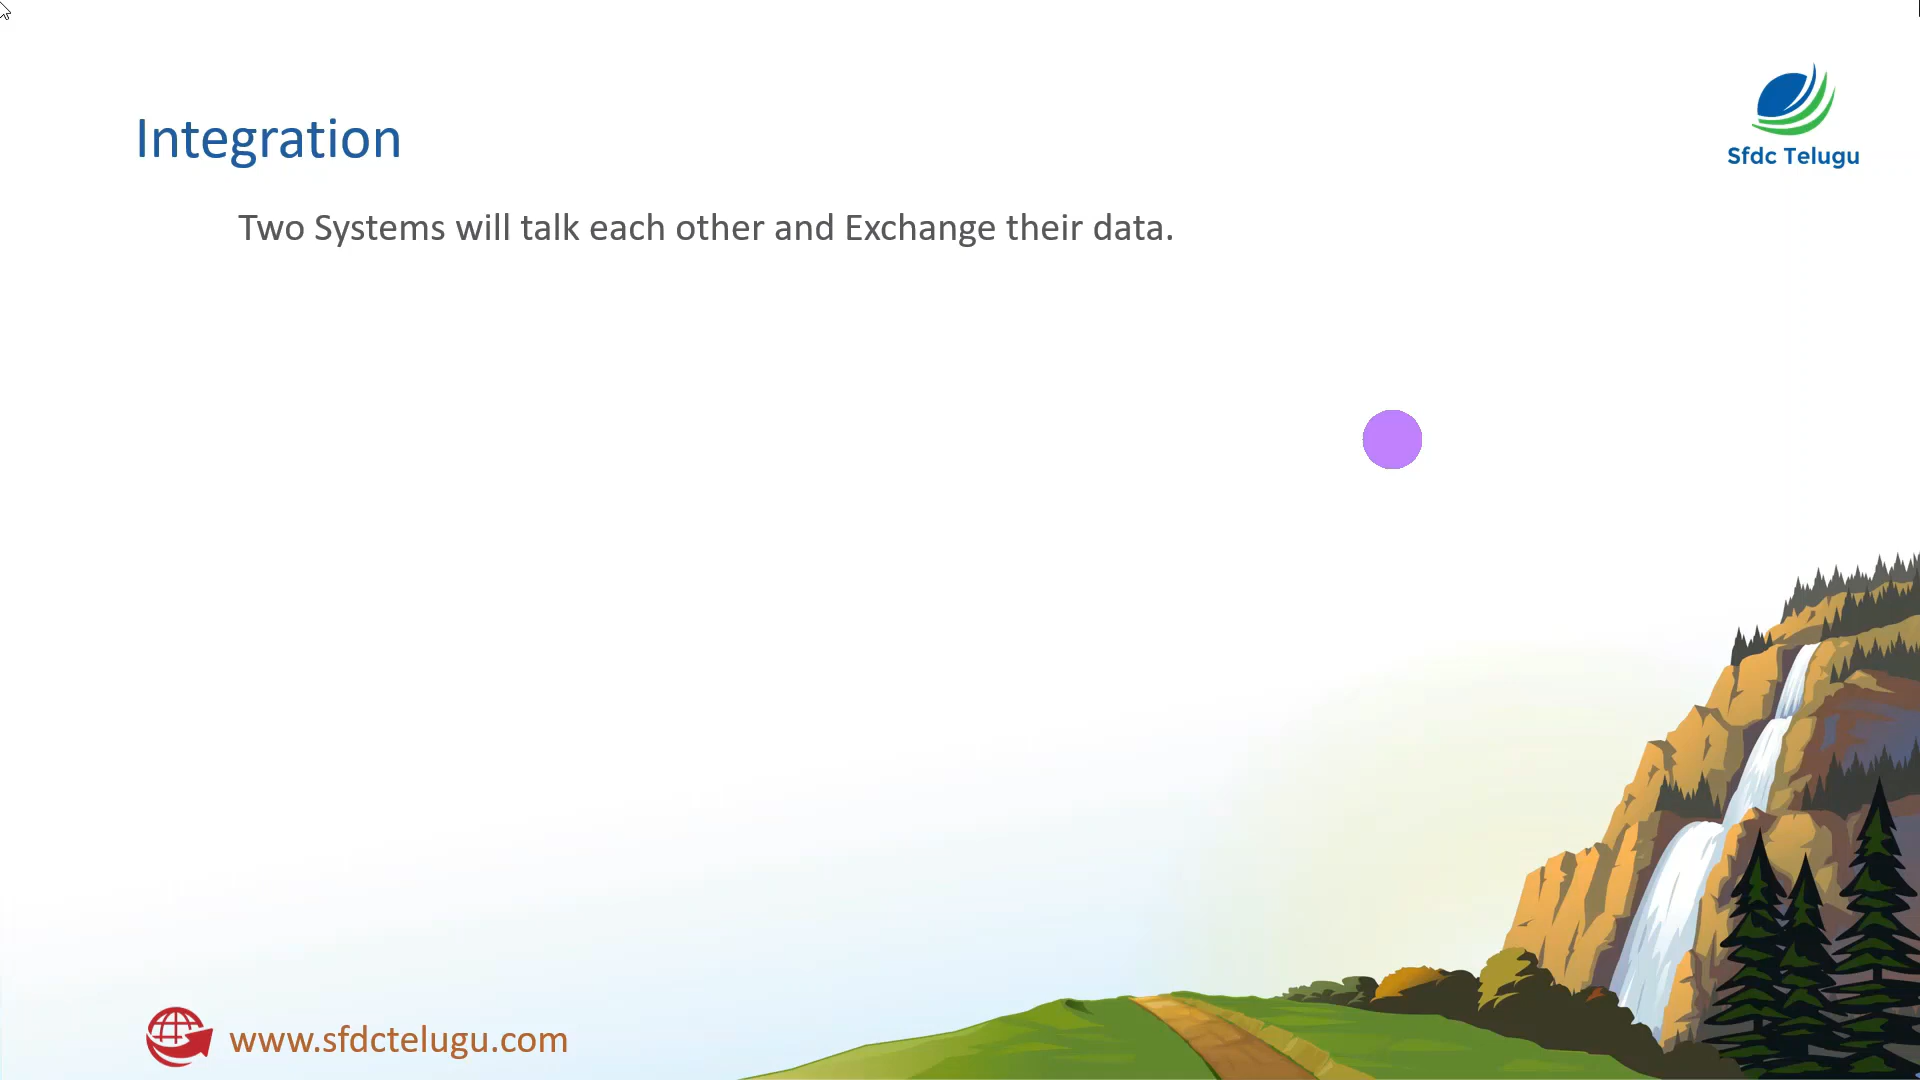 Sfdc Telugu
Integration
Two Systems will talk each other and Exchange their data.
www.sfdctelugu.com